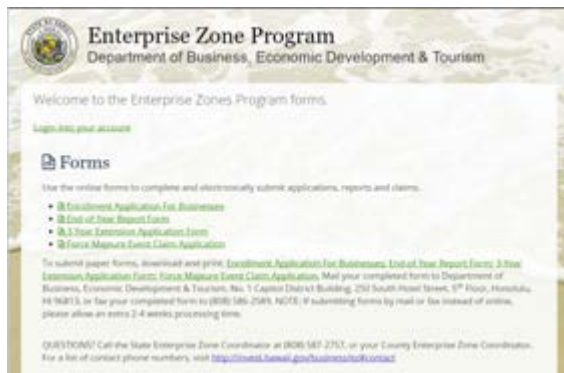 Enterprise Zone Program
Department of Business, Economic Development & Tourism
Welcome to the Enterprise Zones Program forms.
Login into your account
Forms
Use the online forms to complete and electronically submit applications, reports and claims.
Enrollment Application For Businesses
End of Year Report Form
3-Year Extension Application Form
Force Majeure Event Claim Application
To submit paper forms, download and print, Enrollment Application For Businesses; End of Year Report Form; 3-Year
Extension Application Form; Force Majeure Event Claim Application. Mail your completed form to Department of
Business, Economic Development & Tourism, No. 1 Capitol District Building, 250 South Hotel Street, 5th Floor, Honolulu,
HI 96813, or fax your completed form to (808) 586-2589. NOTE: If submitting forms by mail or fax instead of online,
please allow an extra 2-4 weeks processing time.
QUESTIONS? Call the State Enterprise Zone Coordinator at (808) 587-2757, or your County Enterprise Zone Coordinator.
For a list of contact phone numbers, visit http://invest.hawaii.gov/business/ez/#contact